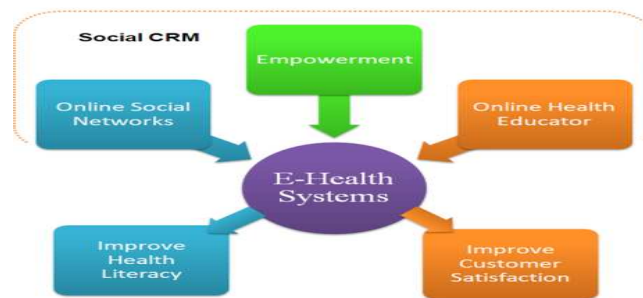 Social CRM
Empowerment
Online Social
Networks
Online Health
Educator
E-Health
Systems
Improve
Health
Literacy
Improve
Customer
Satisfaction